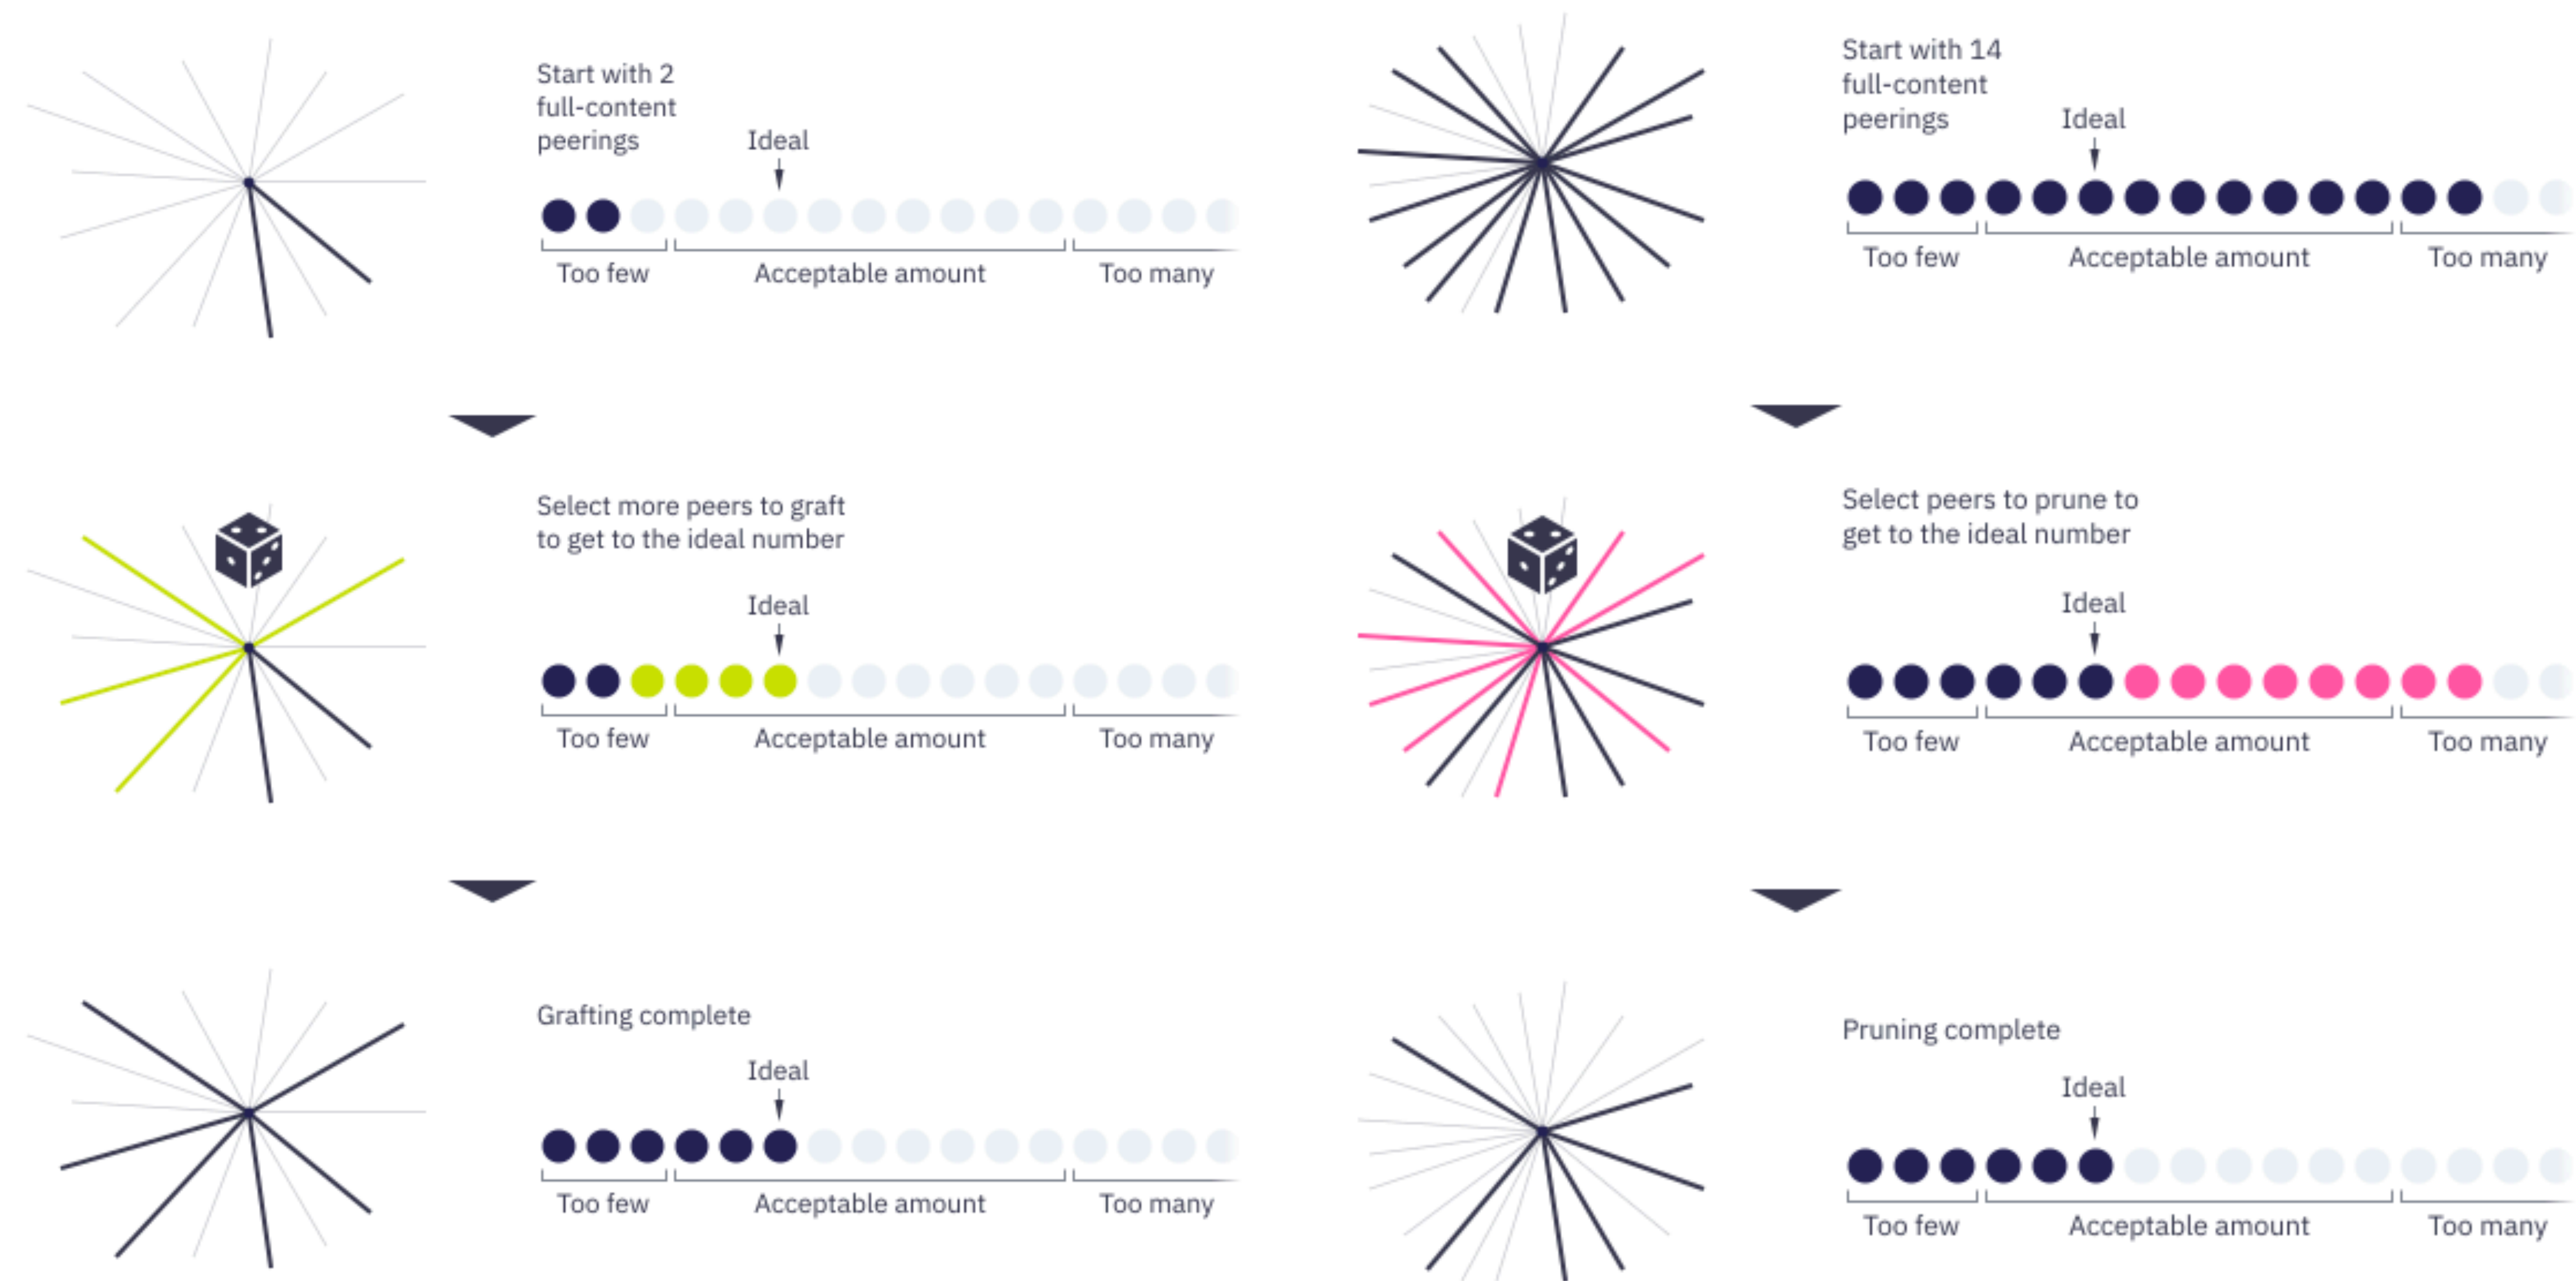 Start with 2
full-content
peerings
Ideal
Too few
Acceptable amount
Too many
Select more peers to graft
to get to the ideal number
Ideal
Too few
Acceptable amount
Too many
Grafting complete
Ideal
Too few
Acceptable amount
Too many
Start with 14
full-content
peerings
Ideal
Too few
Acceptable amount
Too many
Select peers to prune to
get to the ideal number
Ideal
Too few
Acceptable amount
Too many
Pruning complete
Ideal
Too few
Acceptable amount
Too many